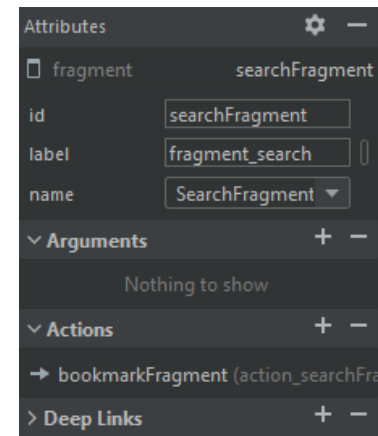 Attributes
fragment searchFragment
id searchFragment
label fragment_search
name SearchFragment
Arguments
Nothing to show
Actions
bookmarkFragment (action_searchFra
Deep Links